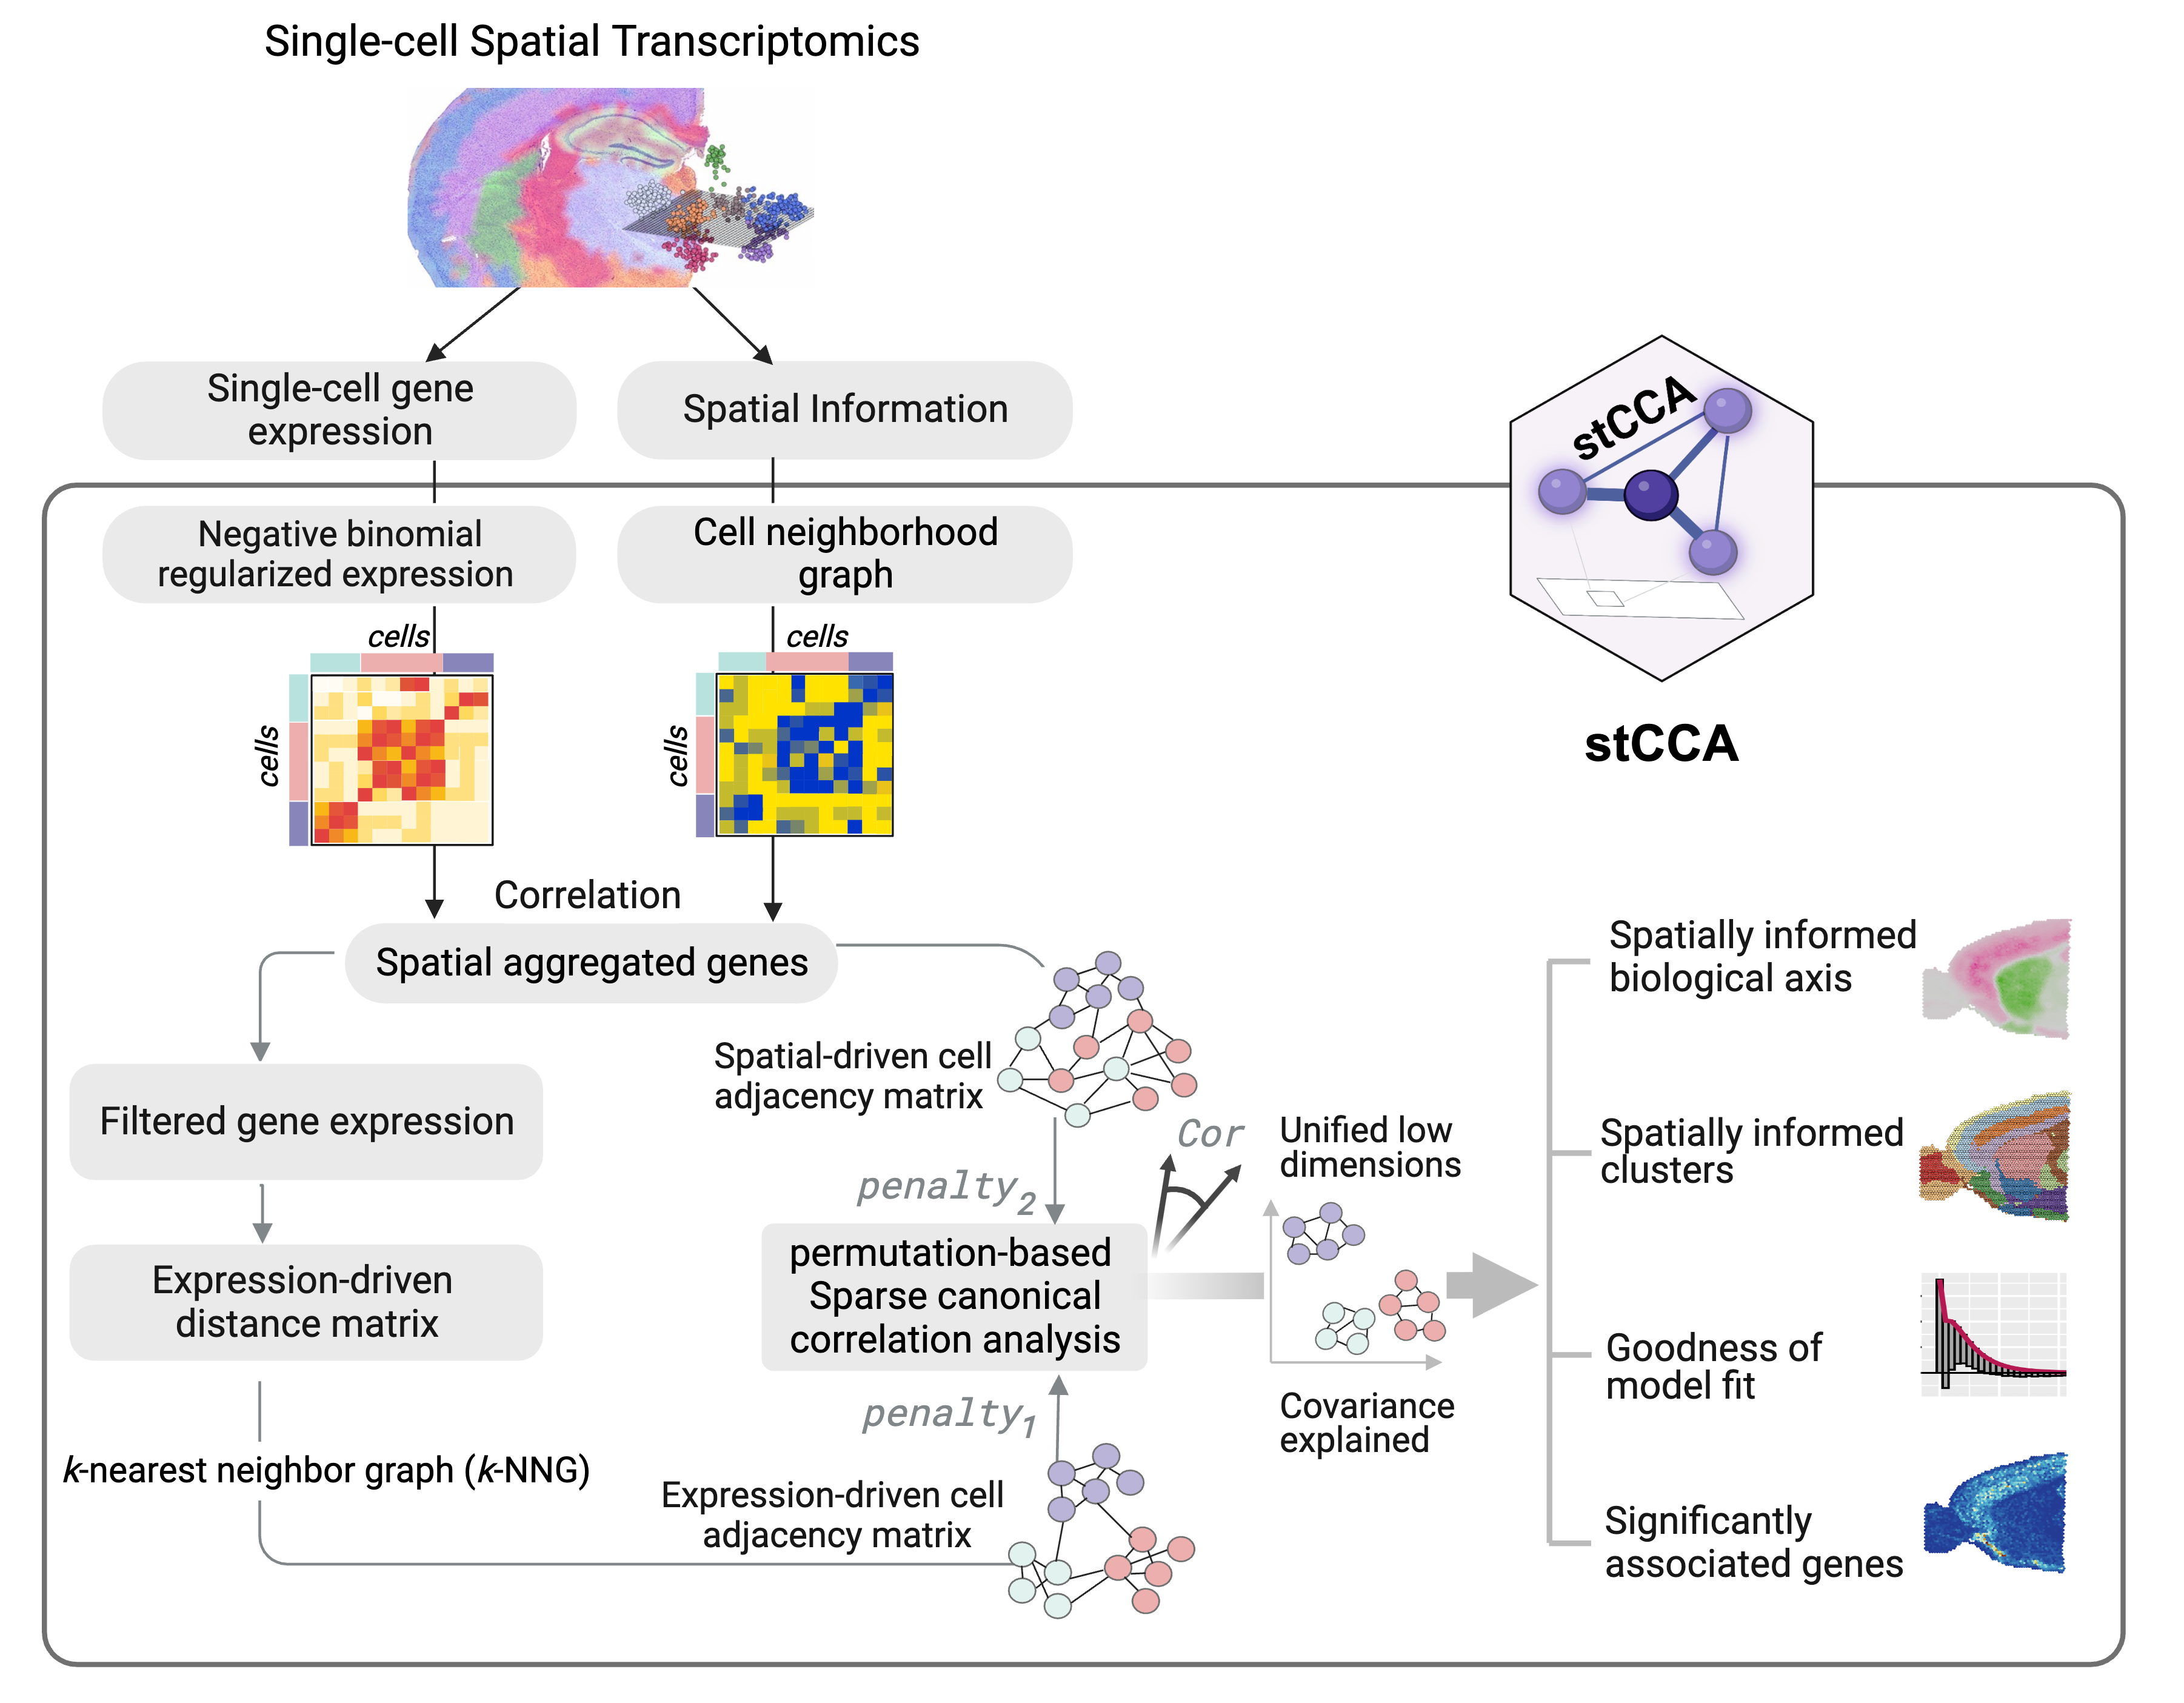 Single-cell Spatial Transcriptomics
Single-cell gene
expression
Spatial Information
Negative binomial
regularized expression
Cell neighborhood
graph
cells
cells
cells
cells
stCCA
stCCA
Correlation
Spatial aggregated genes
Filtered gene expression
Expression-driven
distance matrix
k-nearest neighbor graph (k-NNG)
Spatial-driven cell
adjacency matrix
penalty2
permutation-based
Sparse canonical
correlation analysis
penalty1
Expression-driven cell
adjacency matrix
Cor
Unified low
dimensions
Covariance
explained
Spatially informed
biological axis
Spatially informed
clusters
Goodness of
model fit
Significantly
associated genes